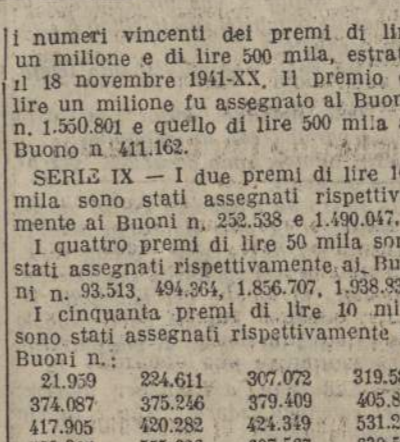 i numeri vincenti dei premi di
un milione e di lire 500 mila,
il 18 novembre 1941-XX. Il premio
lire un milione fu assegnato al
n. 1.550.801 e quello di lire 500 mila
Buono n 411.162.
SERIE IX — I due premi di lire
mila sono stati assegnati
mente ai Buoni n. 252.538 e 1.490.047.
I quattro premi di lire 50 mila
stati assegnati rispettivamente ai
ni n. 93.513, 494.364, 1.856.707,
I cinquanta premi di lire 10
sono stati assegnati rispettivamente
Buoni n.:
21.959 224.611 307.072
374.087 375.246 379.409
417.905 420.282 424.349